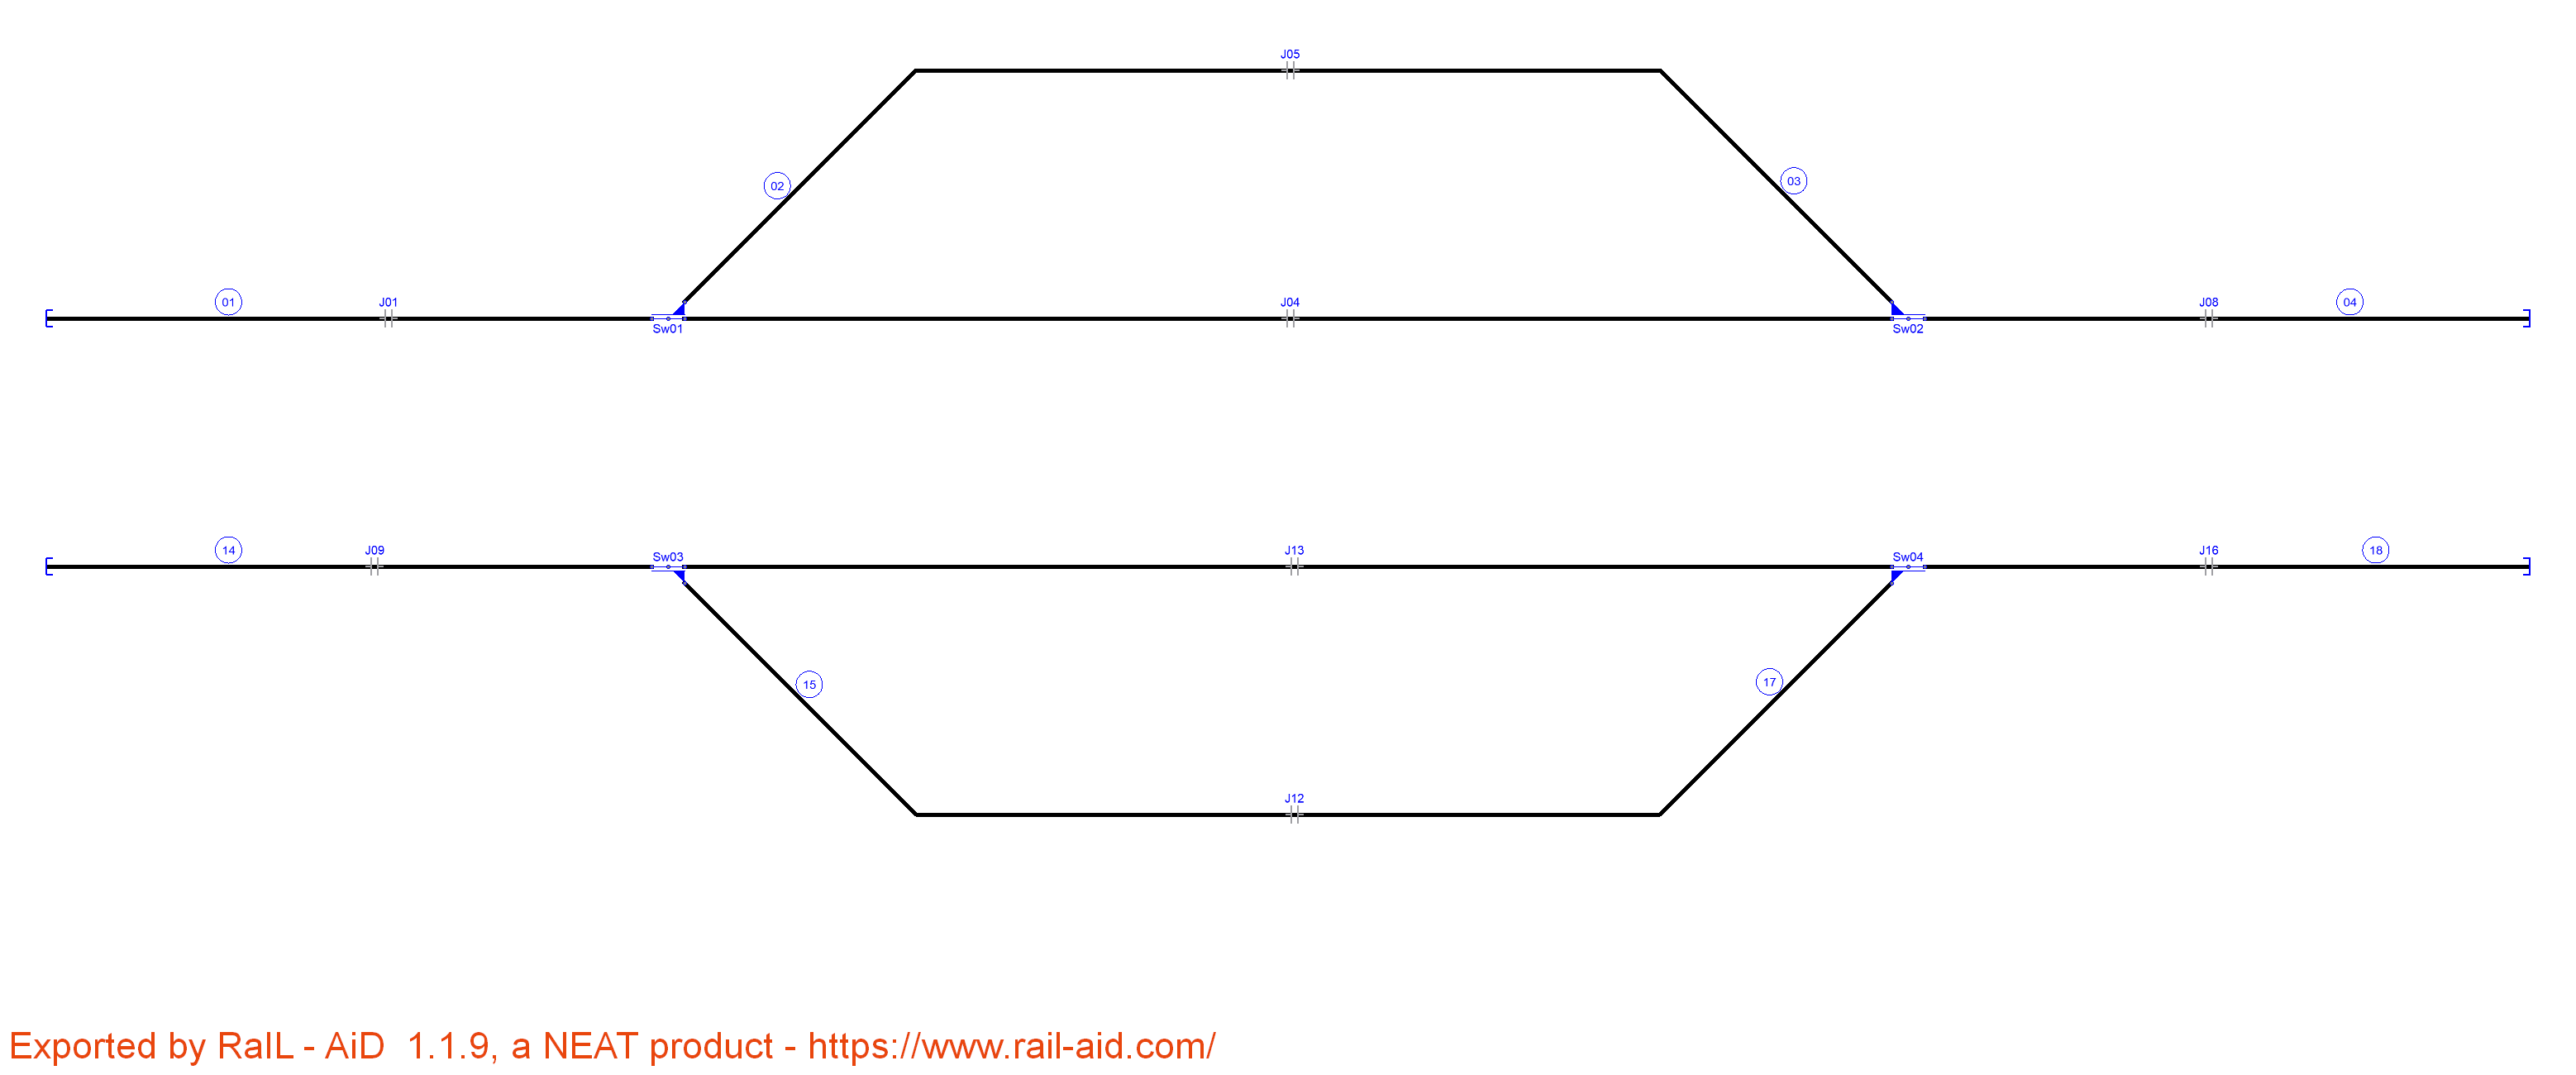 J05
02
03
01
J01
J04
J08
04
Sw01
Sw02
14
J09
Sw03
J13
Sw04
J16
18
15
17
J12
Exported by RaIL - AiD  1.1.9, a NEAT product - https://www.rail-aid.com/